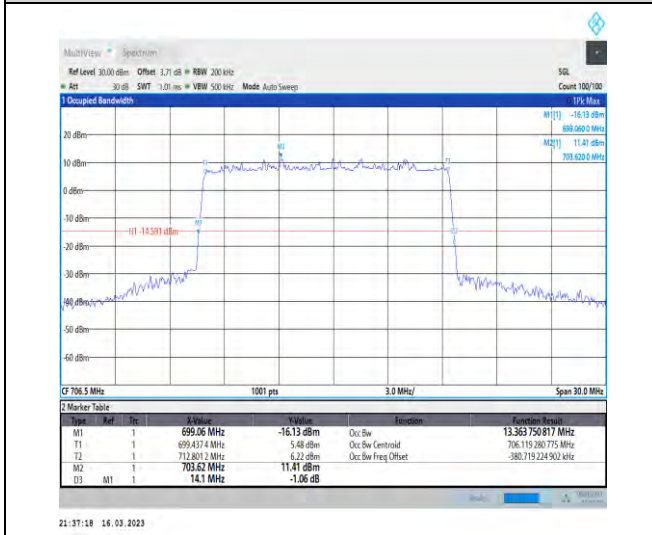 MultiView Spectrum
Ref Level 30.00 dBm Offset 3.71 dB RBW 200 kHz SGL
Att 30 dB SWT 1.01 ms VBW 500 kHz Mode Auto Sweep Count 100/100
1 Occupied Bandwidth 1Pk Max
M1[1] -16.13 dBm
699.060 0 MHz
M2[1] 11.41 dBm
703.620 0 MHz
20 dBm
M2
T1 T2
10 dBm
0 dBm
-10 dBm
H1 -14.591 dBm
-20 dBm
-30 dBm
-40 dBm
-50 dBm
-60 dBm
CF 706.5 MHz 1001 pts 3.0 MHz/ Span 30.0 MHz
2 Marker Table
Type Ref Trc X-Value Y-Value Function Function Result
M1 1 699.06 MHz -16.13 dBm Occ Bw 13.363 750 817 MHz
T1 1 699.437 4 MHz 5.48 dBm Occ Bw Centroid 706.119 280 775 MHz
T2 1 712.801 2 MHz 6.22 dBm Occ Bw Freq Offset -380.719 224 902 kHz
M2 1 703.62 MHz 11.41 dBm
D3 M1 1 14.1 MHz -1.06 dB
21:37:18 16.03.2023